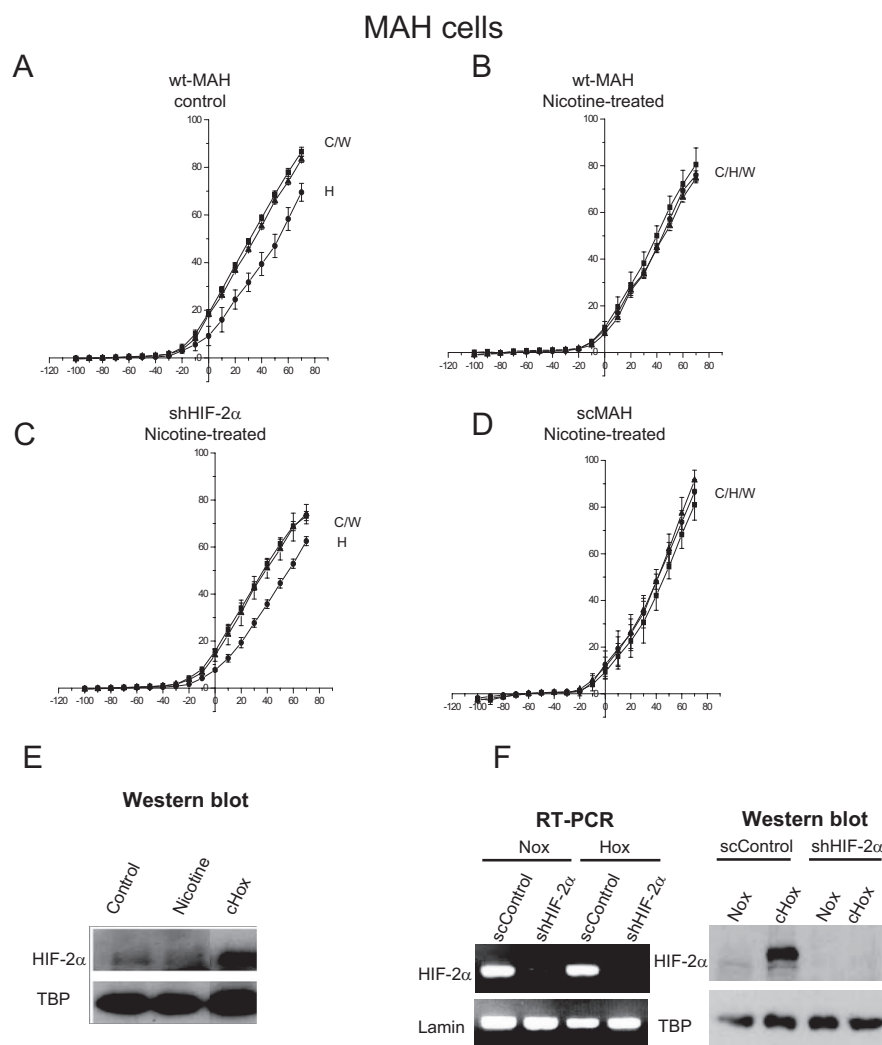 MAH cells
A
wt-MAH
control
100
80
60
40
20
0
-120 -100 -80 -60 -40 -20 0 20 40 60 80
C/W
H
B
wt-MAH
Nicotine-treated
100
80
60
40
20
0
-120 -100 -80 -60 -40 -20 0 20 40 60 80
C/H/W
C
shHIF-2α
Nicotine-treated
100
80
60
40
20
0
-120 -100 -80 -60 -40 -20 0 20 40 60 80
C/W
H
D
scMAH
Nicotine-treated
100
80
60
40
20
0
-120 -100 -80 -60 -40 -20 0 20 40 60 80
C/H/W
E
Western blot
Control Nicotine cHox
HIF-2α
TBP
F
RT-PCR
Nox Hox
scControl shHIF-2α scControl shHIF-2α
HIF-2α
Lamin
Western blot
scControl shHIF-2α
Nox cHox Nox cHox
HIF-2α
TBP